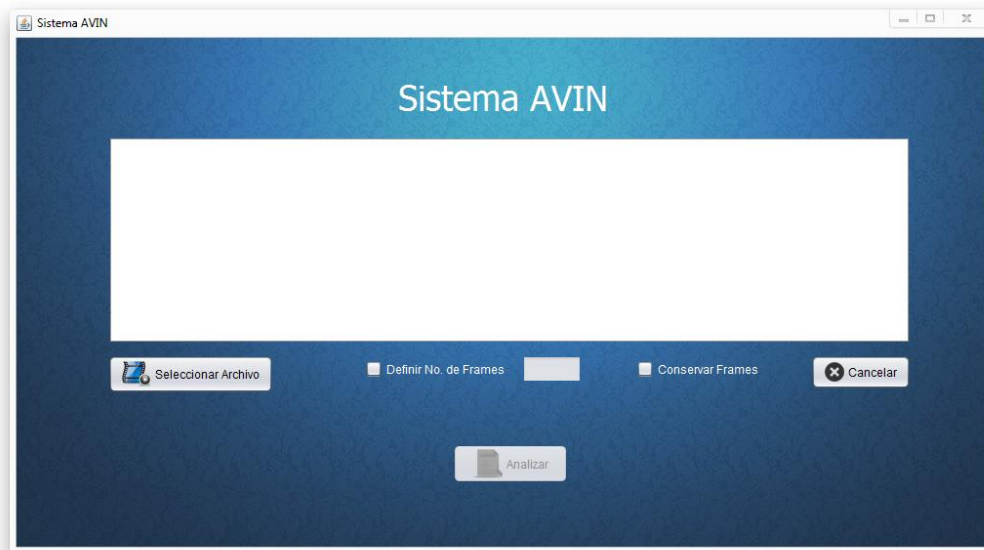 Sistema AVIN
Sistema AVIN
Seleccionar Archivo
Definir No. de Frames
Conservar Frames
Cancelar
Analizar